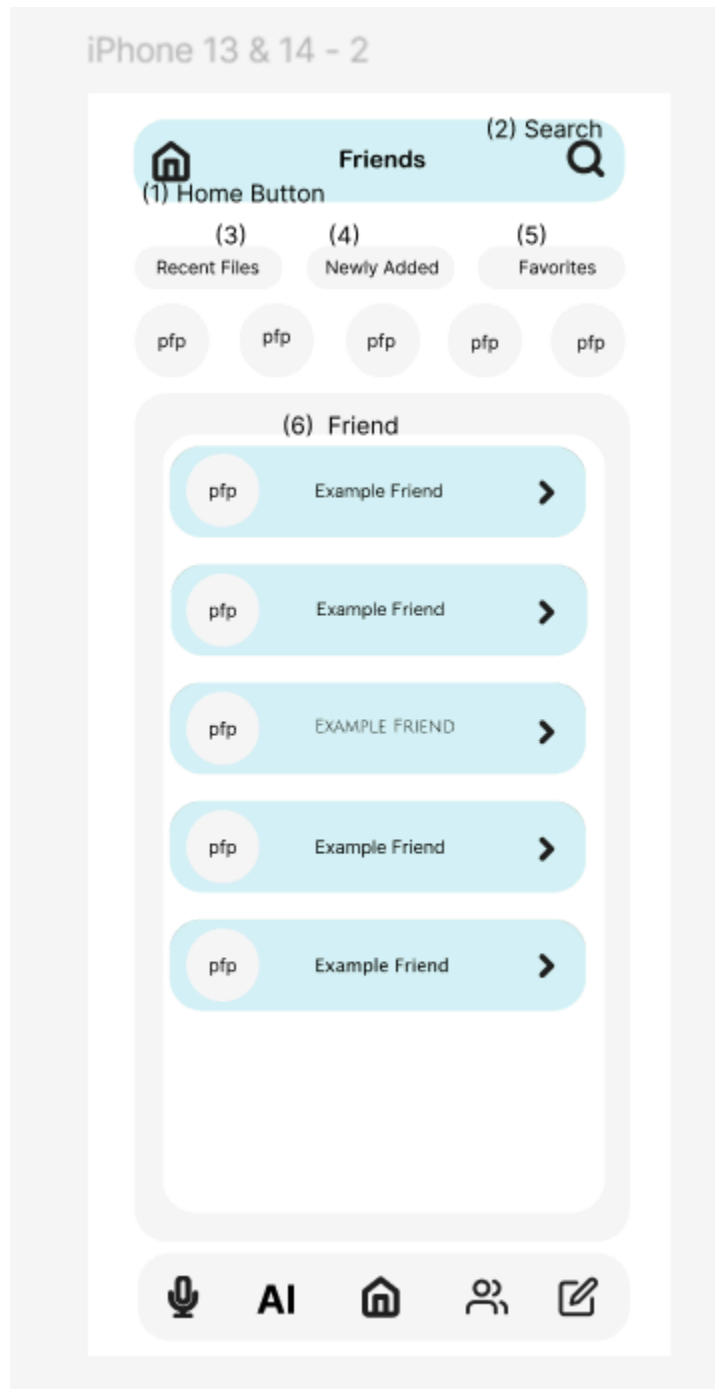 iPhone 13 & 14 - 2
(2) Search
Friends
(1) Home Button
(3) (4) (5)
Recent Files Newly Added Favorites
pfp pfp pfp pfp pfp
(6) Friend
pfp Example Friend
pfp Example Friend
pfp EXAMPLE FRIEND
pfp Example Friend
pfp Example Friend
AI